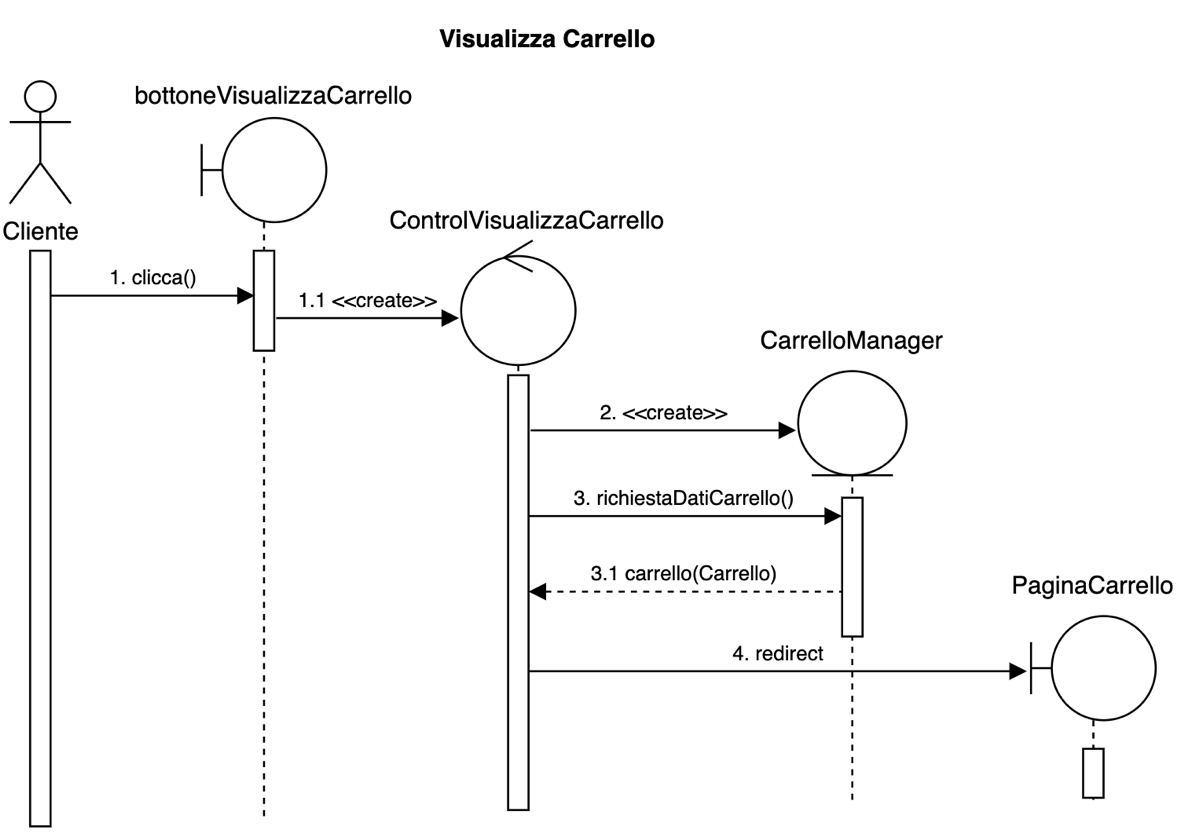 Visualizza Carrello
bottoneVisualizzaCarrello
Cliente
ControlVisualizzaCarrello
1. clicca()
1.1 <<create>>
CarrelloManager
2. <<create>>
3. richiestaDatiCarrello()
3.1 carrello(Carrello)
PaginaCarrello
4. redirect